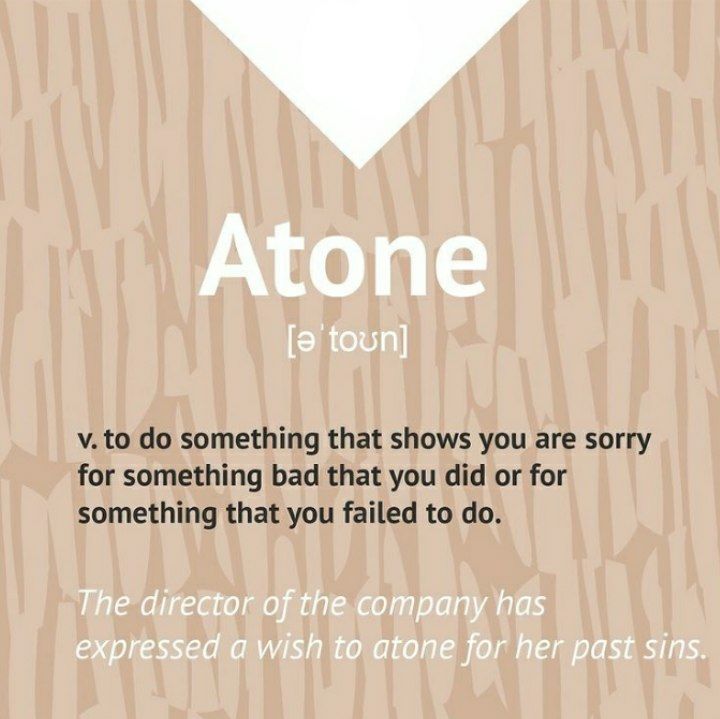 Atone
[ə'toʊn]
v. to do something that shows you are sorry
for something bad that you did or for
something that you failed to do.
The director of the company has
expressed a wish to atone for her past sins.